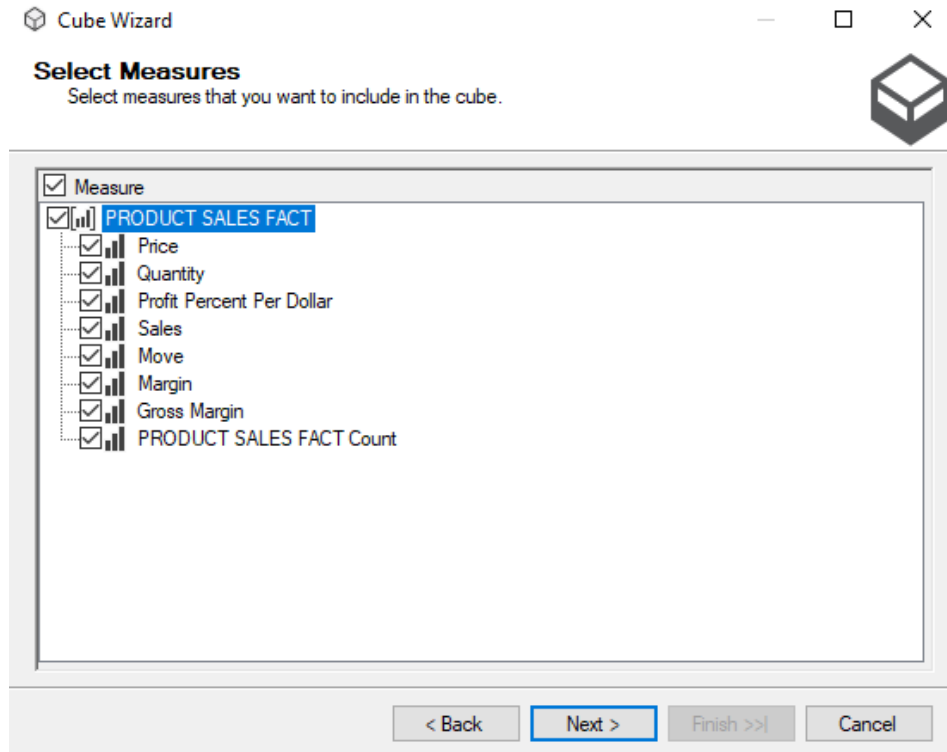 Cube Wizard
Select Measures
Select measures that you want to include in the cube.
Measure
PRODUCT SALES FACT
Price
Quantity
Profit Percent Per Dollar
Sales
Move
Margin
Gross Margin
PRODUCT SALES FACT Count
< Back Next > Finish >>| Cancel